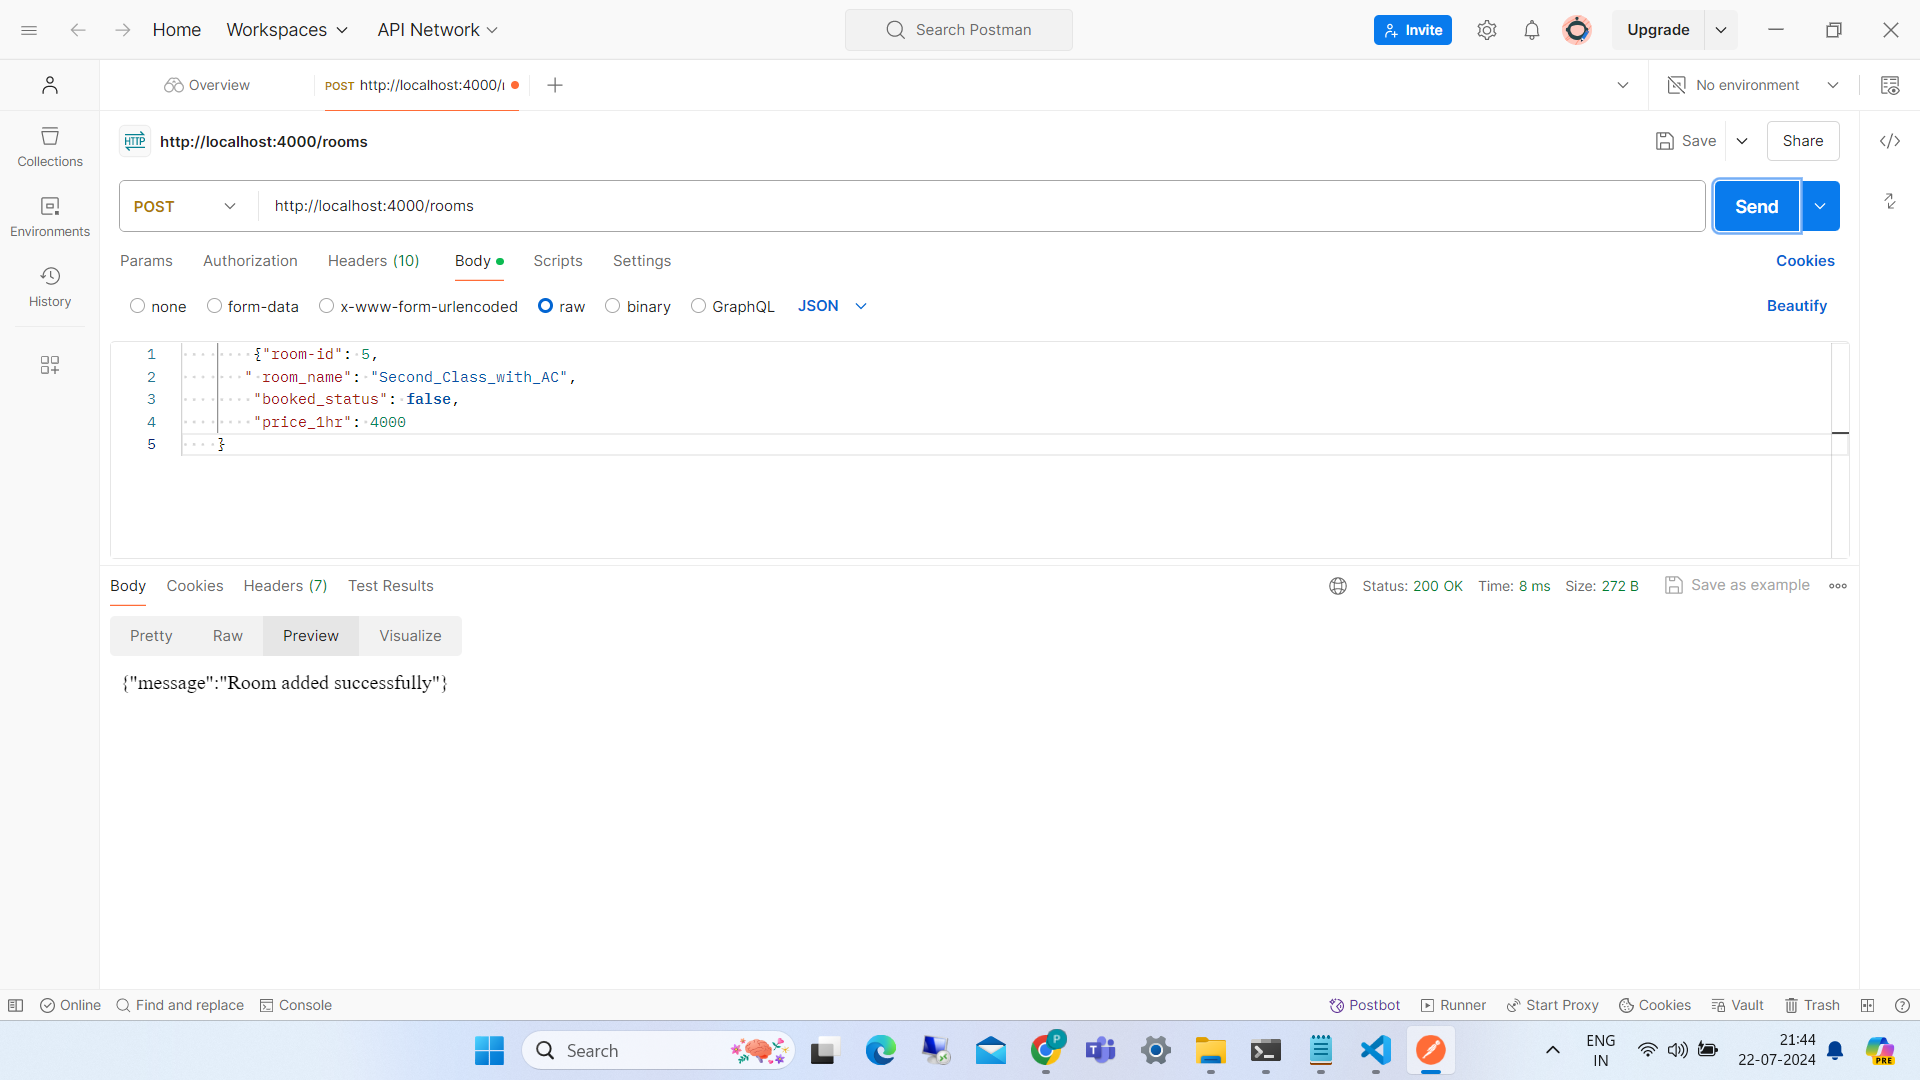 Home Workspaces API Network Search Postman Invite Upgrade
Overview POST http://localhost:4000/r No environment
HTTP http://localhost:4000/rooms Save Share
Collections
POST http://localhost:4000/rooms Send
Environments
Params Authorization Headers (10) Body Scripts Settings Cookies
History
none form-data x-www-form-urlencoded raw binary GraphQL JSON Beautify
1 {"room-id": 5,
2 " room_name": "Second_Class_with_AC",
3 "booked_status": false,
4 "price_1hr": 4000
5 }
Body Cookies Headers (7) Test Results Status: 200 OK Time: 8 ms Size: 272 B Save as example
Pretty Raw Preview Visualize
{"message":"Room added successfully"}
Online Find and replace Console Postbot Runner Start Proxy Cookies Vault Trash
Search P ENG 21:44
IN 22-07-2024 PRE